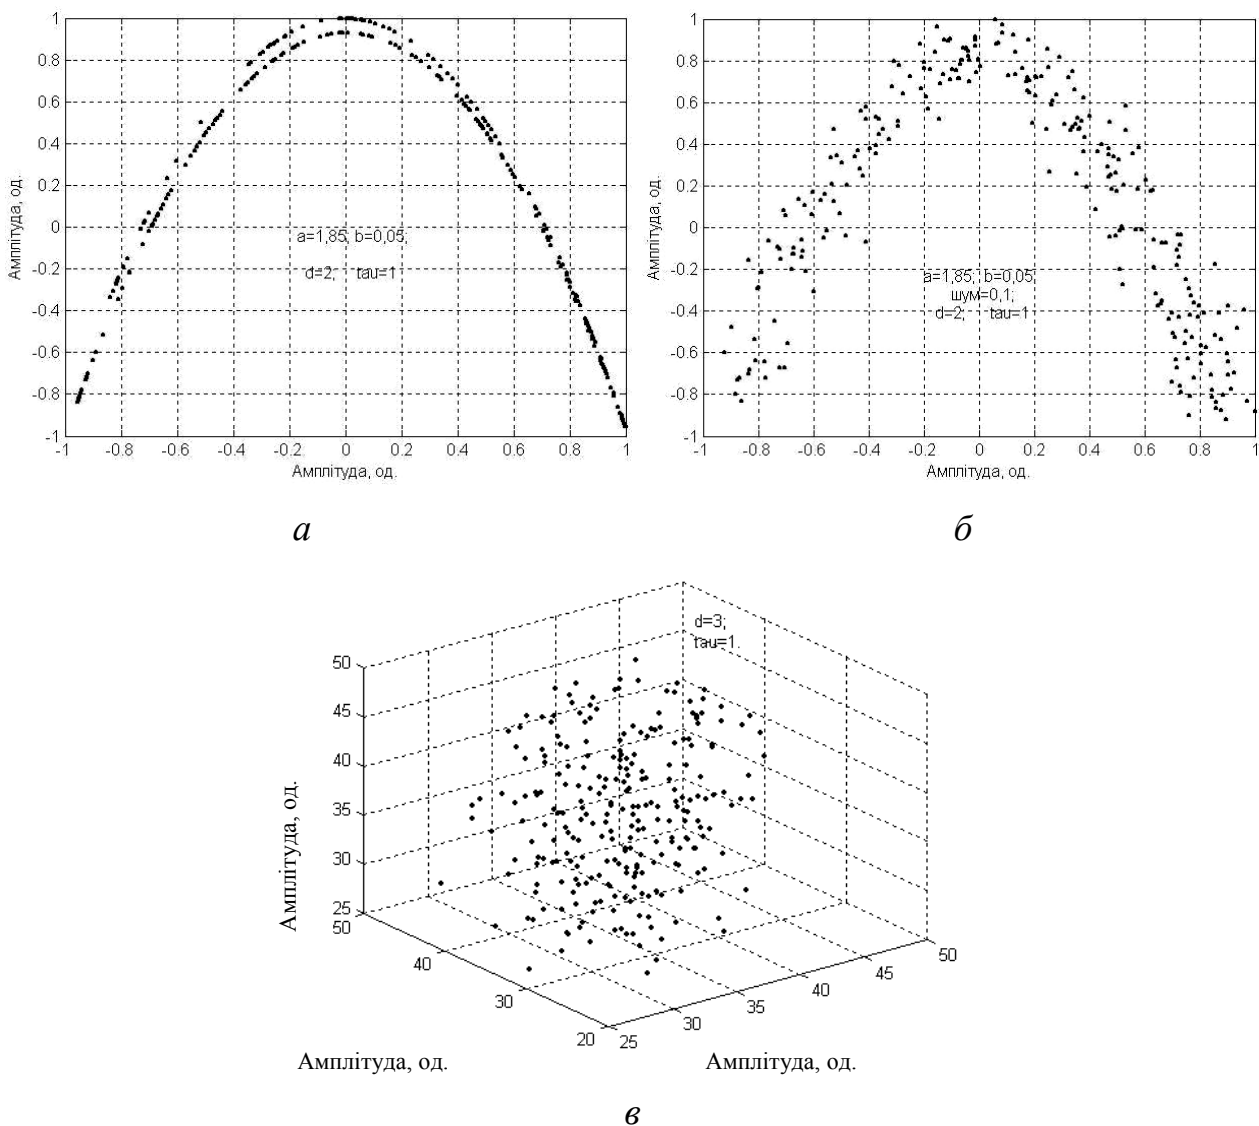 1
0.8
0.6
0.4
0.2
0
-0.2
-0.4
-0.6
-0.8
-1
Амплітуда, од.
a=1,85; b=0,05;
d=2; tau=1
-1 -0.8 -0.6 -0.4 -0.2 0 0.2 0.4 0.6 0.8 1
Амплітуда, од.
а
1
0.8
0.6
0.4
0.2
0
-0.2
-0.4
-0.6
-0.8
-1
Амплітуда, од.
a=1,85; b=0,05;
шум=0,1;
d=2; tau=1
-1 -0.8 -0.6 -0.4 -0.2 0 0.2 0.4 0.6 0.8 1
Амплітуда, од.
б
d=3;
tau=1.
50
45
40
35
30
25
Амплітуда, од.
50
40
30
20
25
30
35
40
45
50
Амплітуда, од.
Амплітуда, од.
в